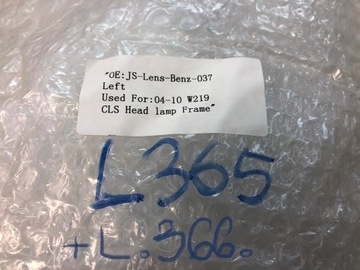 "OE:JS-Lens-Benz-037
Left
Used For:04-10 W219
CLS Head lamp Frame"
L365
+L.366.